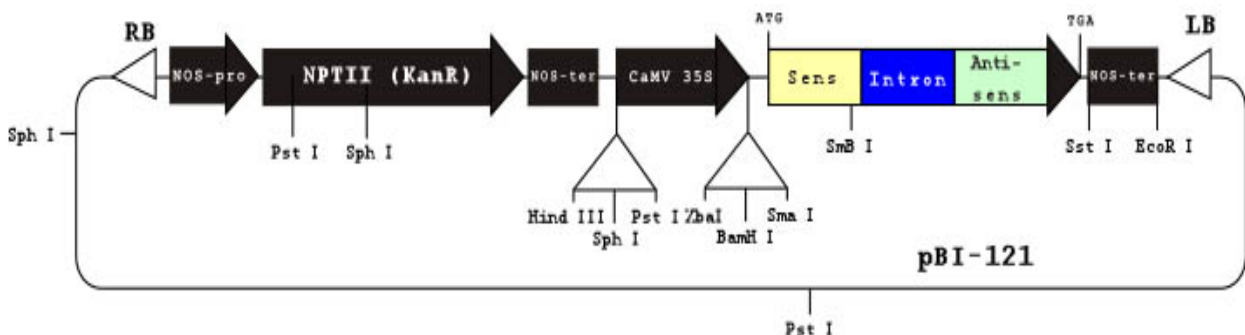 ATG
TGA
RB
LB
NOS-pro
NPTII (KanR)
NOS-ter
CaMV 35S
Sens
Intron
Anti-
sens
NOS-ter
Sph I
Pst I
Sph I
SmB I
Sst I
EcoR I
Hind III
Sph I
Pst I
XbaI
BamH I
Sma I
pBI-121
Pst I